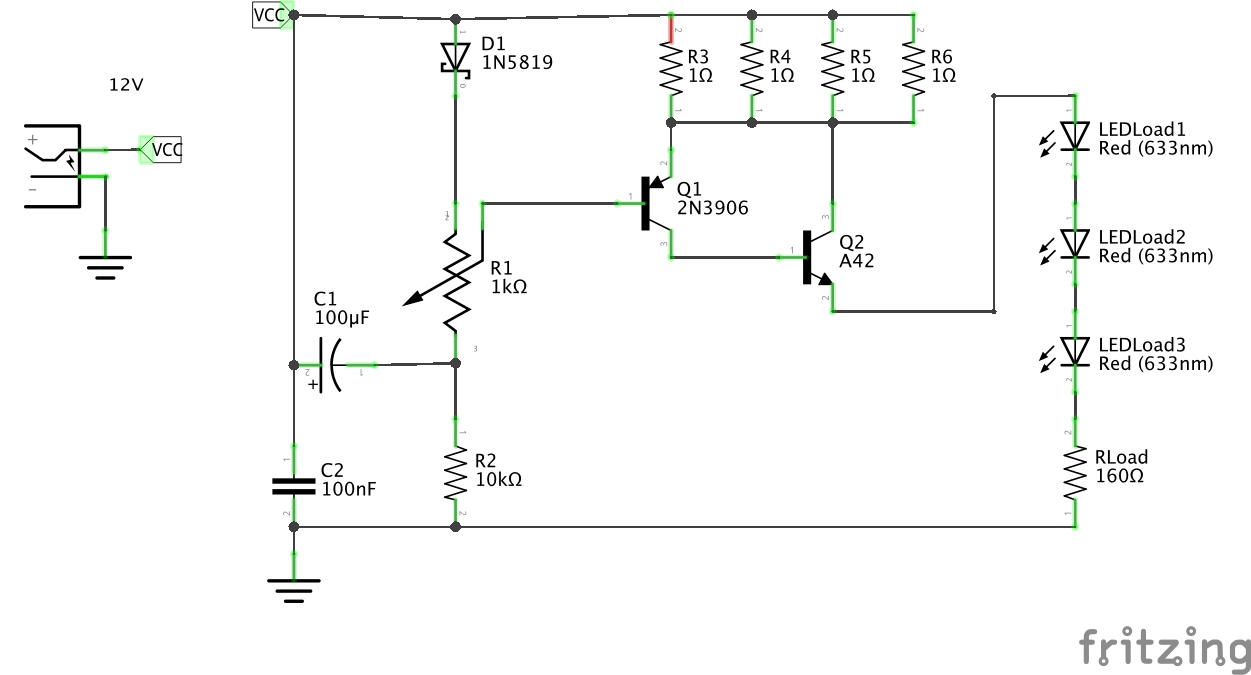 VCC
D1
1N5819
R3
1Ω
R4
1Ω
R5
1Ω
R6
1Ω
12V
+
VCC
−
LEDLoad1
Red (633nm)
Q1
2N3906
Q2
A42
LEDLoad2
Red (633nm)
R1
1kΩ
C1
100µF
+
LEDLoad3
Red (633nm)
R2
10kΩ
C2
100nF
RLoad
160Ω
fritzing